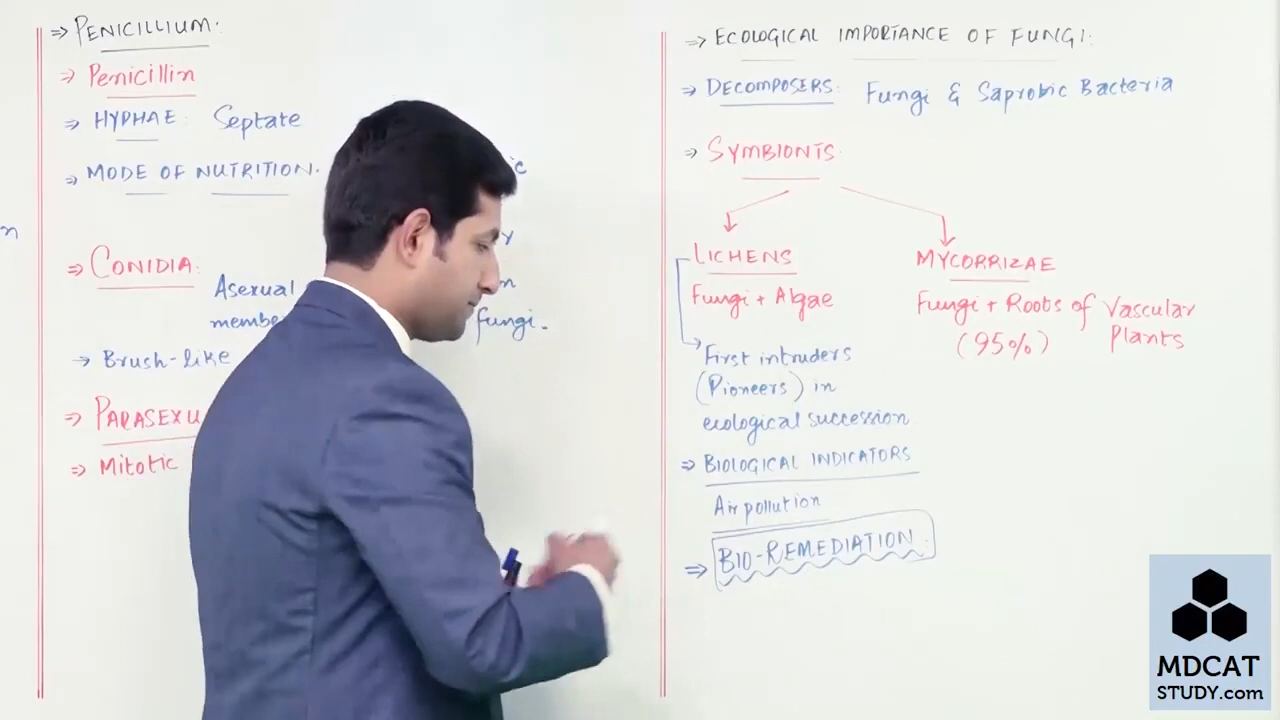 ⇒ PENICILLIUM:
⇒ Penicillin
⇒ HYPHAE: Septate
⇒ MODE OF NUTRITION.
⇒ CONIDIA:
Asexual
fungi.
→ Brush-like
⇒ Mitotic
⇒ ECOLOGICAL IMPORTANCE OF FUNGI:
⇒ DECOMPOSERS: Fungi & Saprobic Bacteria
⇒ SYMBIONTS:
LICHENS
Fungi + Algae
First intruders
(Pioneers) in
ecological succession
⇒ BIOLOGICAL INDICATORS
Air pollution
⇒ BIO-REMEDIATION.
MYCORRIZAE
Fungi + Roots of Vascular
(95%) Plants
MDCAT
STUDY.com